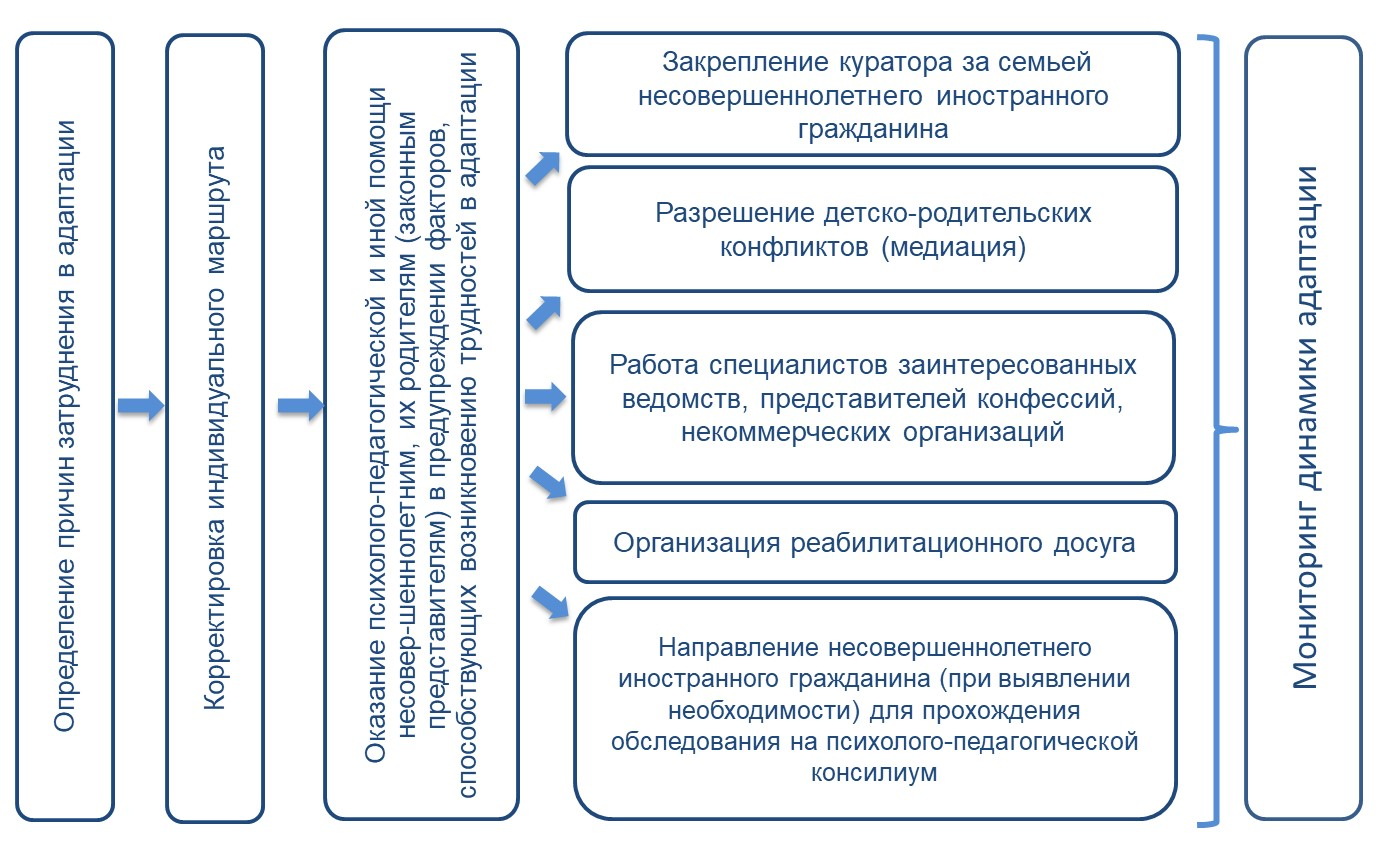 Определение причин затруднения в адаптации
Корректировка индивидуального маршрута
Оказание психолого-педагогической и иной помощи
несовер-шеннолетним, их родителям (законным
представителям) в предупреждении факторов,
способствующих возникновению трудностей в адаптации
Закрепление куратора за семьей
несовершеннолетнего иностранного
гражданина
Разрешение детско-родительских
конфликтов (медиация)
Работа специалистов заинтересованных
ведомств, представителей конфессий,
некоммерческих организаций
Организация реабилитационного досуга
Направление несовершеннолетнего
иностранного гражданина (при выявлении
необходимости) для прохождения
обследования на психолого-педагогической
консилиум
Мониторинг динамики адаптации